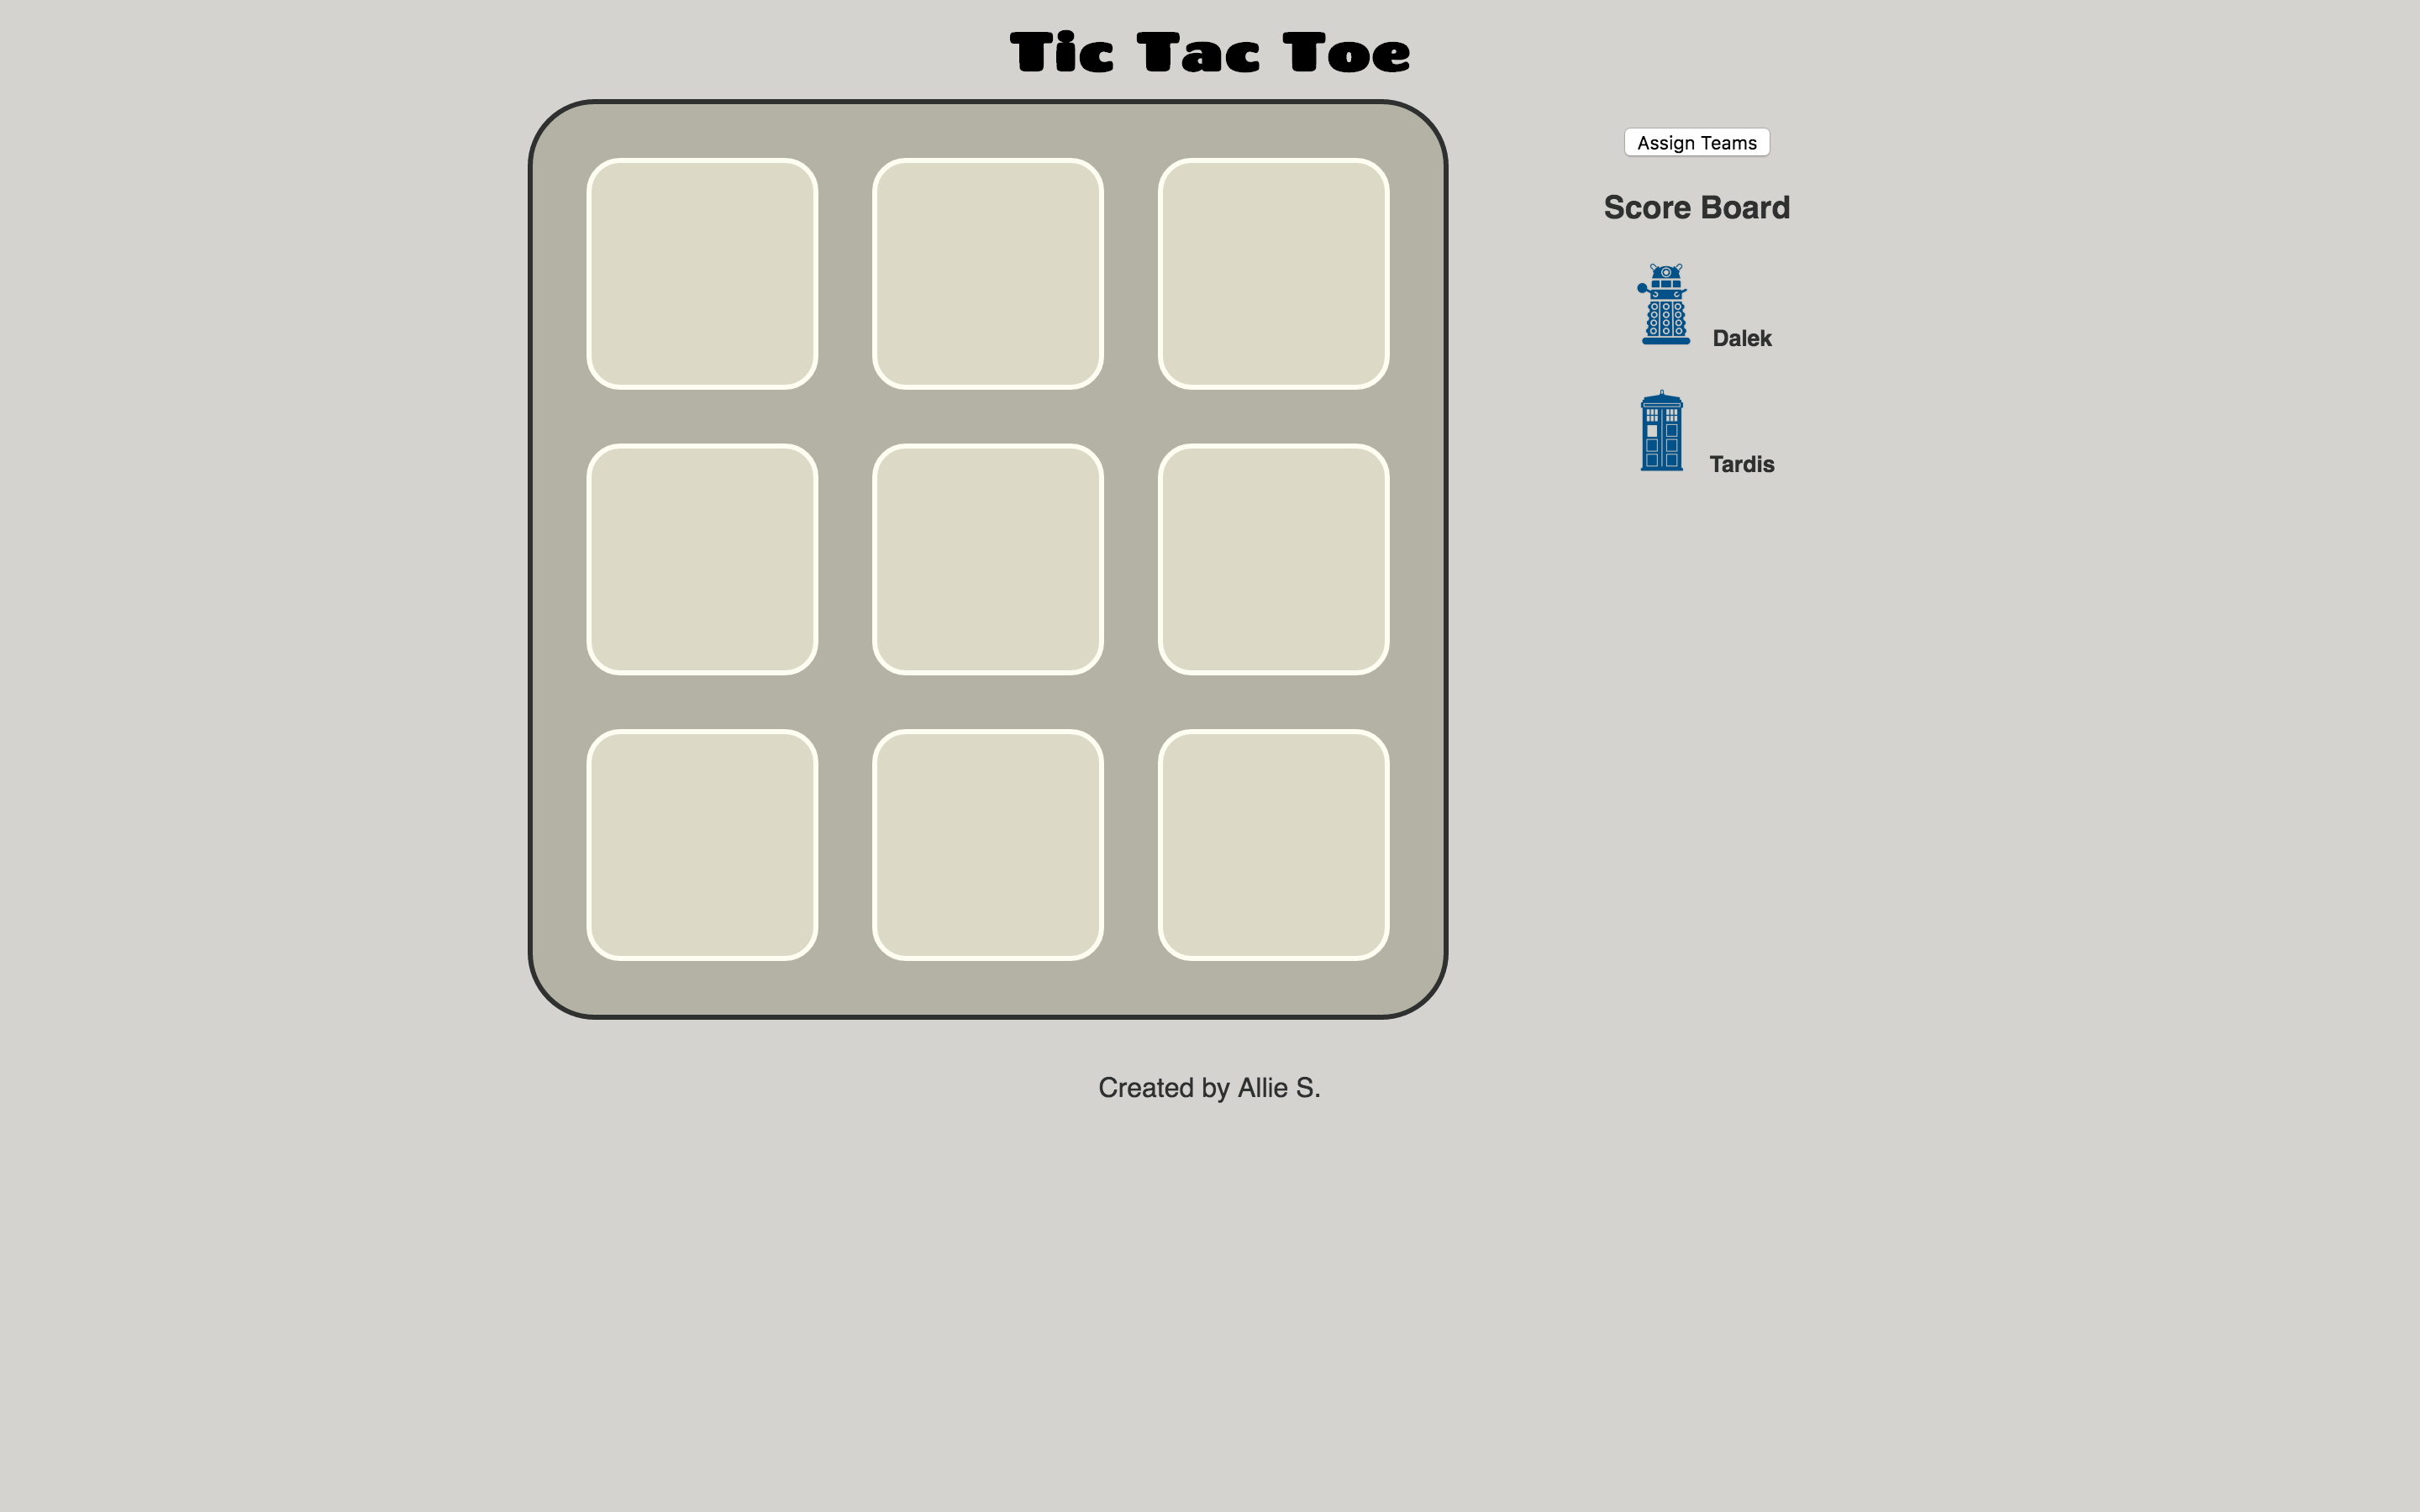 Tic Tac Toe
Assign Teams
Score Board
Dalek
Tardis
Created by Allie S.